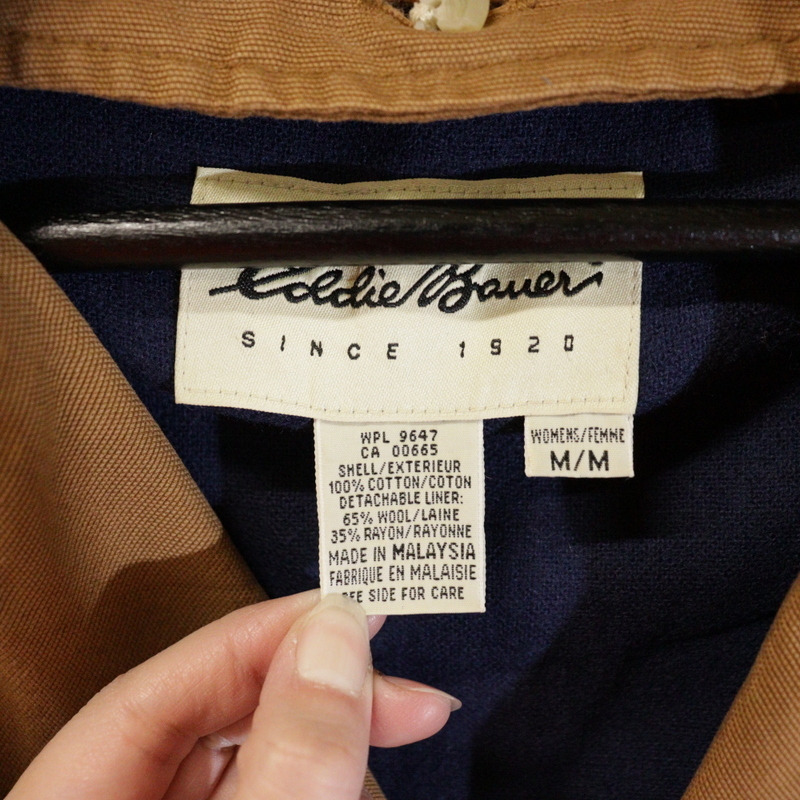 Eddie Bauer
SINCE 1920
WPL 9647
CA 00665
SHELL/EXTERIEUR
100% COTTON/COTON
DETACHABLE LINER:
65% WOOL/LAINE
35% RAYON/RAYONNE
MADE IN MALAYSIA
FABRIQUE EN MALAISIE
SEE SIDE FOR CARE
WOMENS/FEMME
M/M